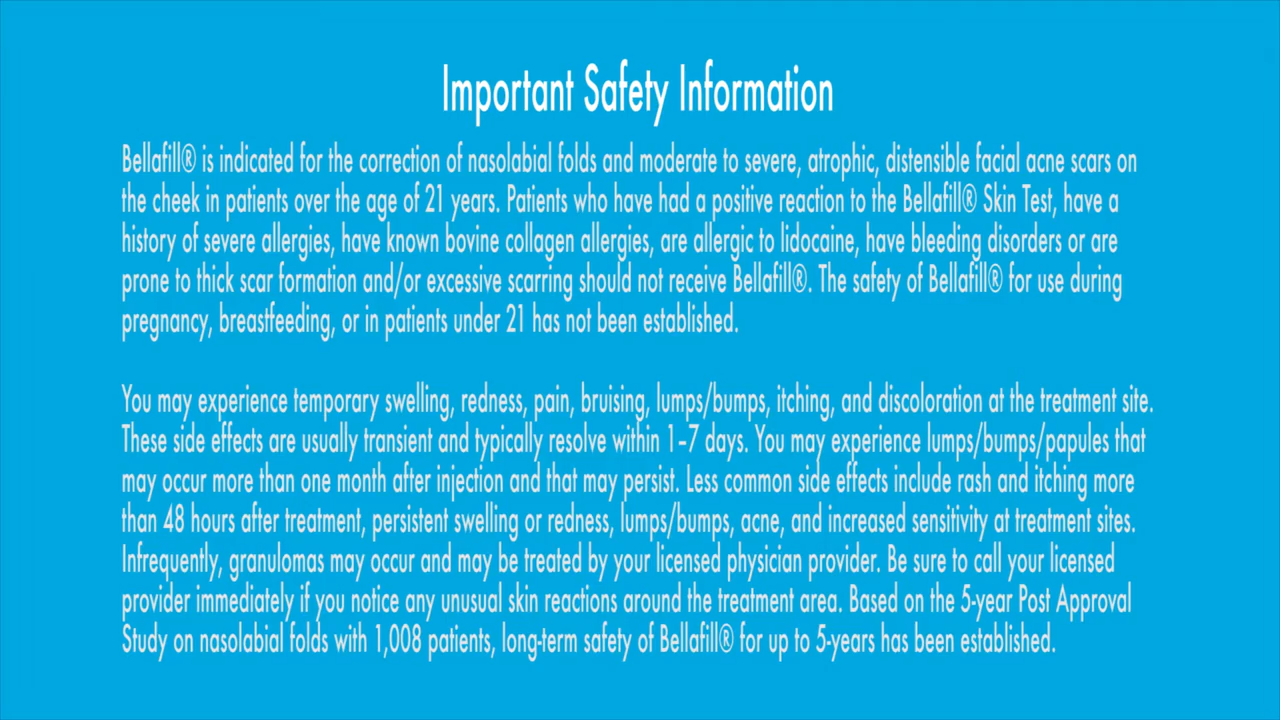 Important Safety Information
Bellafill® is indicated for the correction of nasolabial folds and moderate to severe, atrophic, distensible facial acne scars on
the cheek in patients over the age of 21 years. Patients who have had a positive reaction to the Bellafill® Skin Test, have a
history of severe allergies, have known bovine collagen allergies, are allergic to lidocaine, have bleeding disorders or are
prone to thick scar formation and/or excessive scarring should not receive Bellafill®. The safety of Bellafill® for use during
pregnancy, breastfeeding, or in patients under 21 has not been established.
You may experience temporary swelling, redness, pain, bruising, lumps/bumps, itching, and discoloration at the treatment site.
These side effects are usually transient and typically resolve within 1–7 days. You may experience lumps/bumps/papules that
may occur more than one month after injection and that may persist. Less common side effects include rash and itching more
than 48 hours after treatment, persistent swelling or redness, lumps/bumps, acne, and increased sensitivity at treatment sites.
Infrequently, granulomas may occur and may be treated by your licensed physician provider. Be sure to call your licensed
provider immediately if you notice any unusual skin reactions around the treatment area. Based on the 5-year Post Approval
Study on nasolabial folds with 1,008 patients, long-term safety of Bellafill® for up to 5-years has been established.